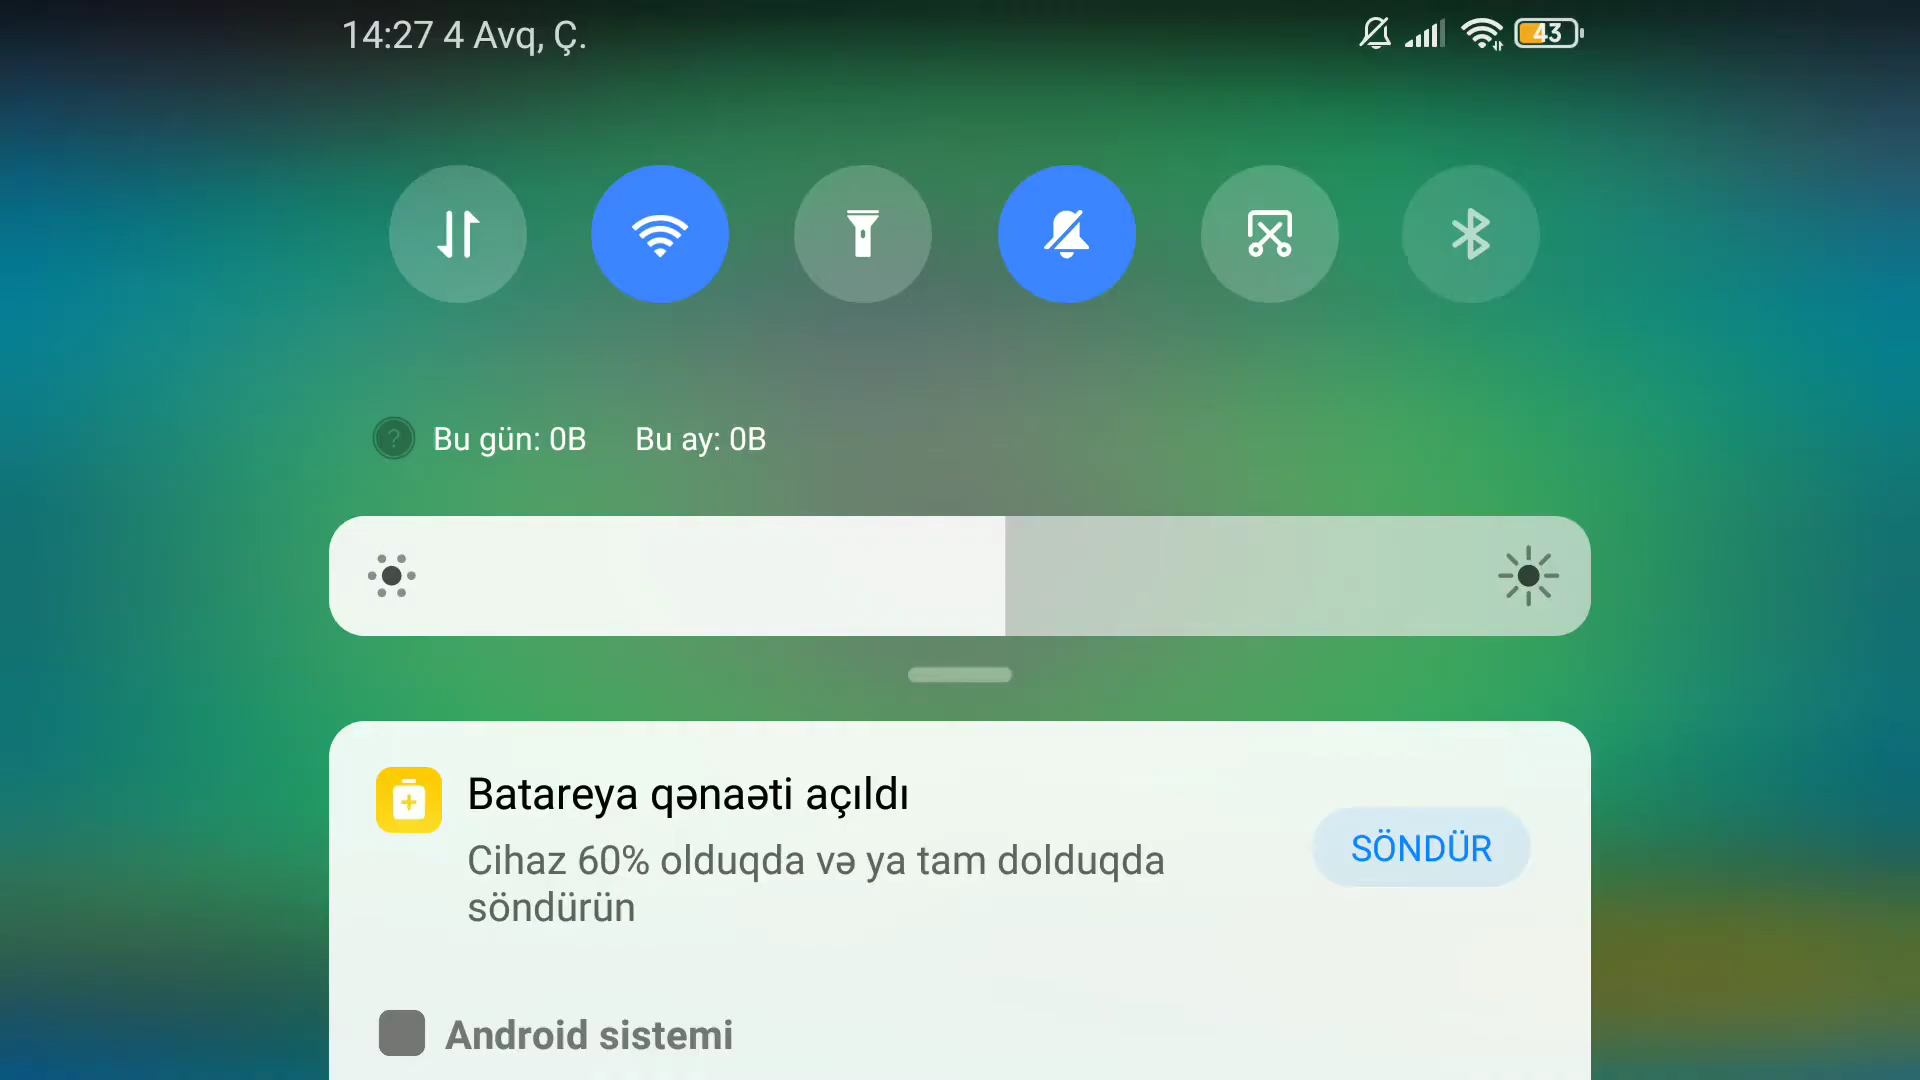 14:27 4 Avq, Ç.
43
Bu gün: 0B Bu ay: 0B
Batareya qənaəti açıldı
Cihaz 60% olduqda və ya tam dolduqda
söndürün
SÖNDÜR
Android sistemi